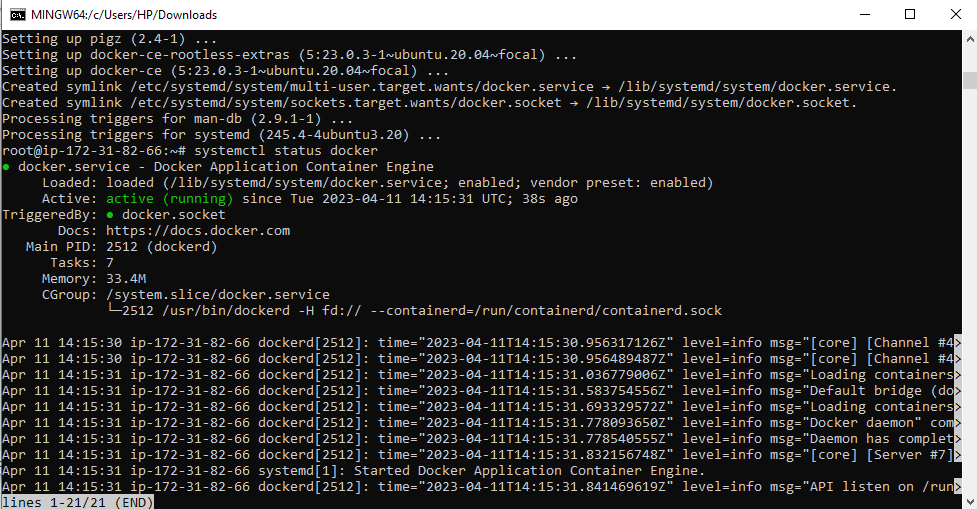 MINGW64:/c/Users/HP/Downloads
Setting up pigz (2.4-1) ...
Setting up docker-ce-rootless-extras (5:23.0.3-1~ubuntu.20.04~focal) ...
Setting up docker-ce (5:23.0.3-1~ubuntu.20.04~focal) ...
Created symlink /etc/systemd/system/multi-user.target.wants/docker.service → /lib/systemd/system/docker.service.
Created symlink /etc/systemd/system/sockets.target.wants/docker.socket → /lib/systemd/system/docker.socket.
Processing triggers for man-db (2.9.1-1) ...
Processing triggers for systemd (245.4-4ubuntu3.20) ...
root@ip-172-31-82-66:~# systemctl status docker
● docker.service - Docker Application Container Engine
     Loaded: loaded (/lib/systemd/system/docker.service; enabled; vendor preset: enabled)
     Active: active (running) since Tue 2023-04-11 14:15:31 UTC; 38s ago
TriggeredBy: ● docker.socket
       Docs: https://docs.docker.com
   Main PID: 2512 (dockerd)
      Tasks: 7
     Memory: 33.4M
     CGroup: /system.slice/docker.service
             └─2512 /usr/bin/dockerd -H fd:// --containerd=/run/containerd/containerd.sock
Apr 11 14:15:30 ip-172-31-82-66 dockerd[2512]: time="2023-04-11T14:15:30.956317126Z" level=info msg="[core] [Channel #4>
Apr 11 14:15:30 ip-172-31-82-66 dockerd[2512]: time="2023-04-11T14:15:30.956489487Z" level=info msg="[core] [Channel #4>
Apr 11 14:15:31 ip-172-31-82-66 dockerd[2512]: time="2023-04-11T14:15:31.036779006Z" level=info msg="Loading containers>
Apr 11 14:15:31 ip-172-31-82-66 dockerd[2512]: time="2023-04-11T14:15:31.583754556Z" level=info msg="Default bridge (do>
Apr 11 14:15:31 ip-172-31-82-66 dockerd[2512]: time="2023-04-11T14:15:31.693329572Z" level=info msg="Loading containers>
Apr 11 14:15:31 ip-172-31-82-66 dockerd[2512]: time="2023-04-11T14:15:31.778093650Z" level=info msg="Docker daemon" com>
Apr 11 14:15:31 ip-172-31-82-66 dockerd[2512]: time="2023-04-11T14:15:31.778540555Z" level=info msg="Daemon has complet>
Apr 11 14:15:31 ip-172-31-82-66 dockerd[2512]: time="2023-04-11T14:15:31.832156748Z" level=info msg="[core] [Server #7]>
Apr 11 14:15:31 ip-172-31-82-66 systemd[1]: Started Docker Application Container Engine.
Apr 11 14:15:31 ip-172-31-82-66 dockerd[2512]: time="2023-04-11T14:15:31.841469619Z" level=info msg="API listen on /run>
lines 1-21/21 (END)